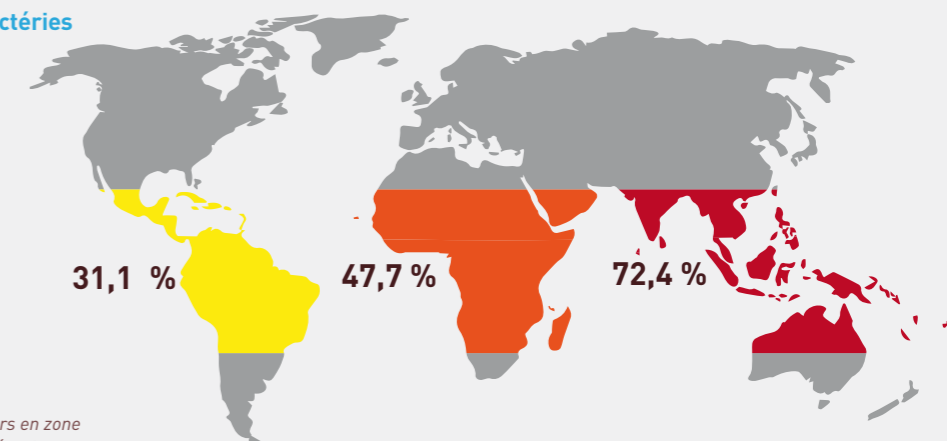 ctéries
31,1 %
47,7 %
72,4 %
rs en zone